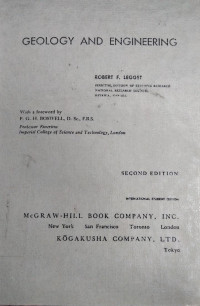 GEOLOGY AND ENGINEERING
ROBERT F. LEGGET
DIRECTOR, DIVISION OF BUILDING RESEARCH
NATIONAL RESEARCH COUNCIL
OTTAWA, CANADA
With a foreword by
P. G. H. BOSWELL, D. Sc., F.R.S.
Professor Emeritus
Imperial College of Science and Technology, London
SECOND EDITION
INTERNATIONAL STUDENT EDITION
McGRAW-HILL BOOK COMPANY, INC.
New York San Francisco Toronto London
KŌGAKUSHA COMPANY, LTD.
Tokyo